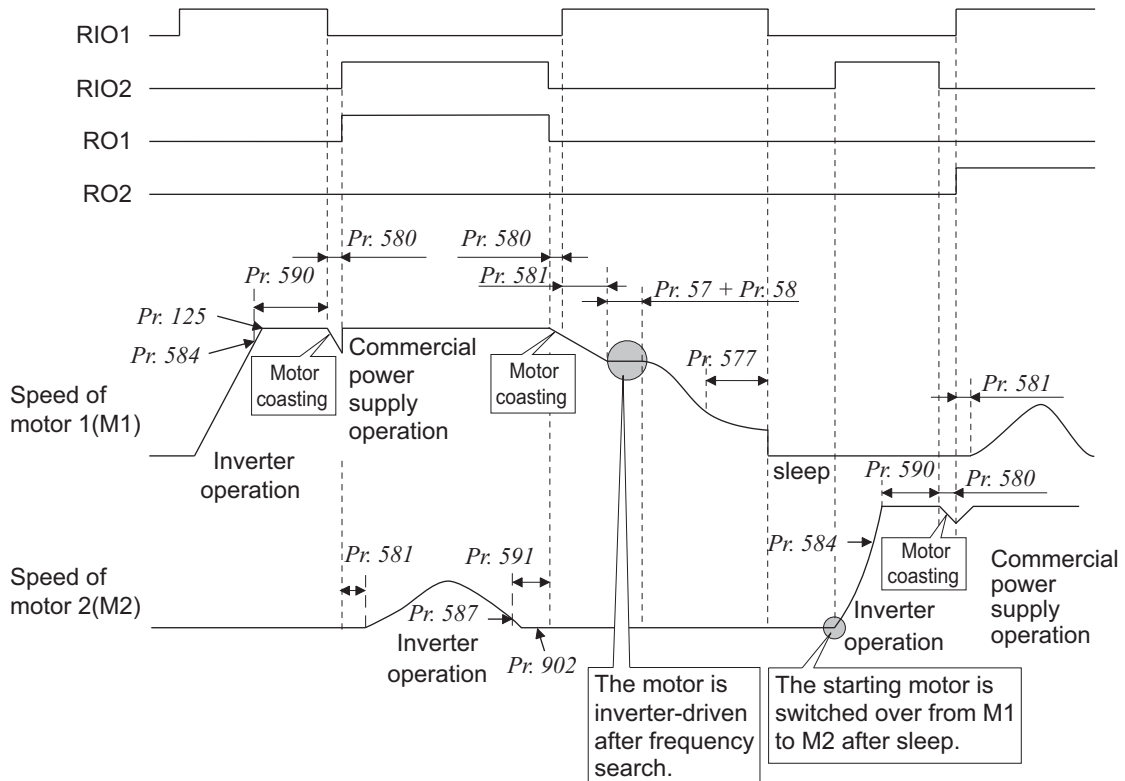 RIO1
RIO2
RO1
RO2
Pr. 580
Pr. 580
Pr. 590
Pr. 581
Pr. 57 + Pr. 58
Pr. 125
Pr. 584
Pr. 577
Motor
coasting
Commercial
power
supply
operation
Motor
coasting
Speed of
motor 1(M1)
Pr. 581
Inverter
operation
sleep
Pr. 590
Pr. 580
Pr. 581
Pr. 591
Pr. 584
Motor
coasting
Commercial
power
supply
operation
Speed of
motor 2(M2)
Pr. 587
Inverter
operation
Pr. 902
Inverter
operation
The motor is
inverter-driven
after frequency
search.
The starting motor is
switched over from M1
to M2 after sleep.